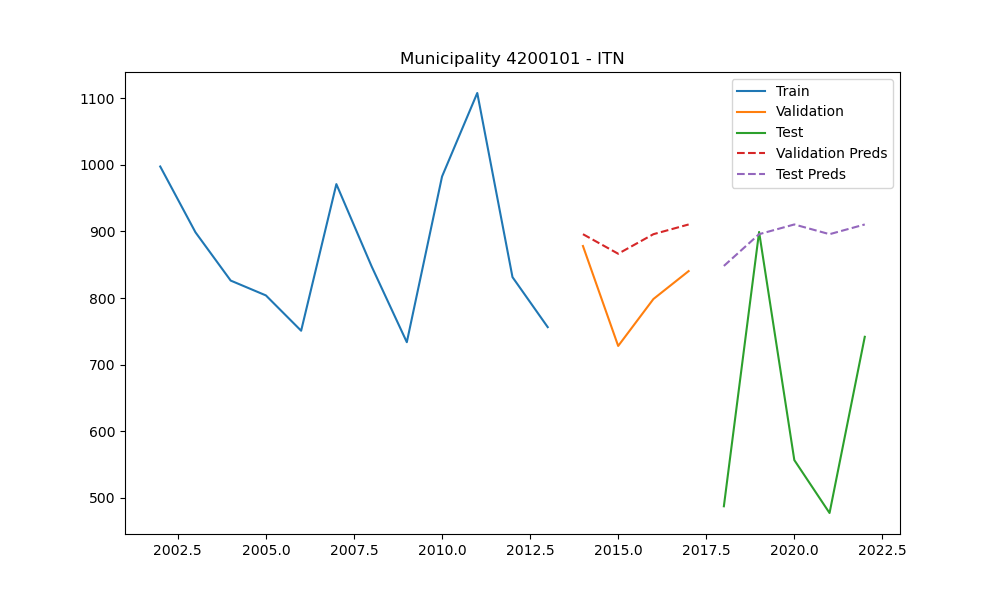 Municipality 4200101 - ITN
1100
1000
900
800
700
600
500
Train
Validation
Test
Validation Preds
Test Preds
2002.5 2005.0 2007.5 2010.0 2012.5 2015.0 2017.5 2020.0 2022.5